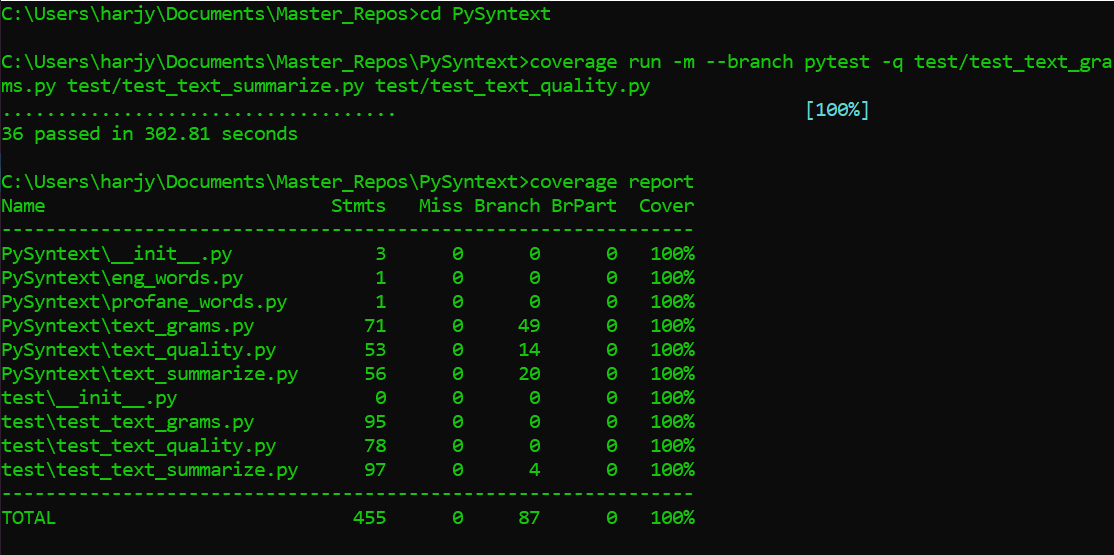 C:\Users\harjy\Documents\Master_Repos>cd PySyntext
C:\Users\harjy\Documents\Master_Repos\PySyntext>coverage run -m --branch pytest -q test/test_text_gra
ms.py test/test_text_summarize.py test/test_text_quality.py
.................................... [100%]
36 passed in 302.81 seconds
C:\Users\harjy\Documents\Master_Repos\PySyntext>coverage report
Name                          Stmts   Miss Branch BrPart  Cover
---------------------------------------------------------------
PySyntext\__init__.py             3      0      0      0   100%
PySyntext\eng_words.py            1      0      0      0   100%
PySyntext\profane_words.py        1      0      0      0   100%
PySyntext\text_grams.py          71      0     49      0   100%
PySyntext\text_quality.py        53      0     14      0   100%
PySyntext\text_summarize.py      56      0     20      0   100%
test\__init__.py                  0      0      0      0   100%
test\test_text_grams.py          95      0      0      0   100%
test\test_text_quality.py        78      0      0      0   100%
test\test_text_summarize.py      97      0      4      0   100%
---------------------------------------------------------------
TOTAL                           455      0     87      0   100%